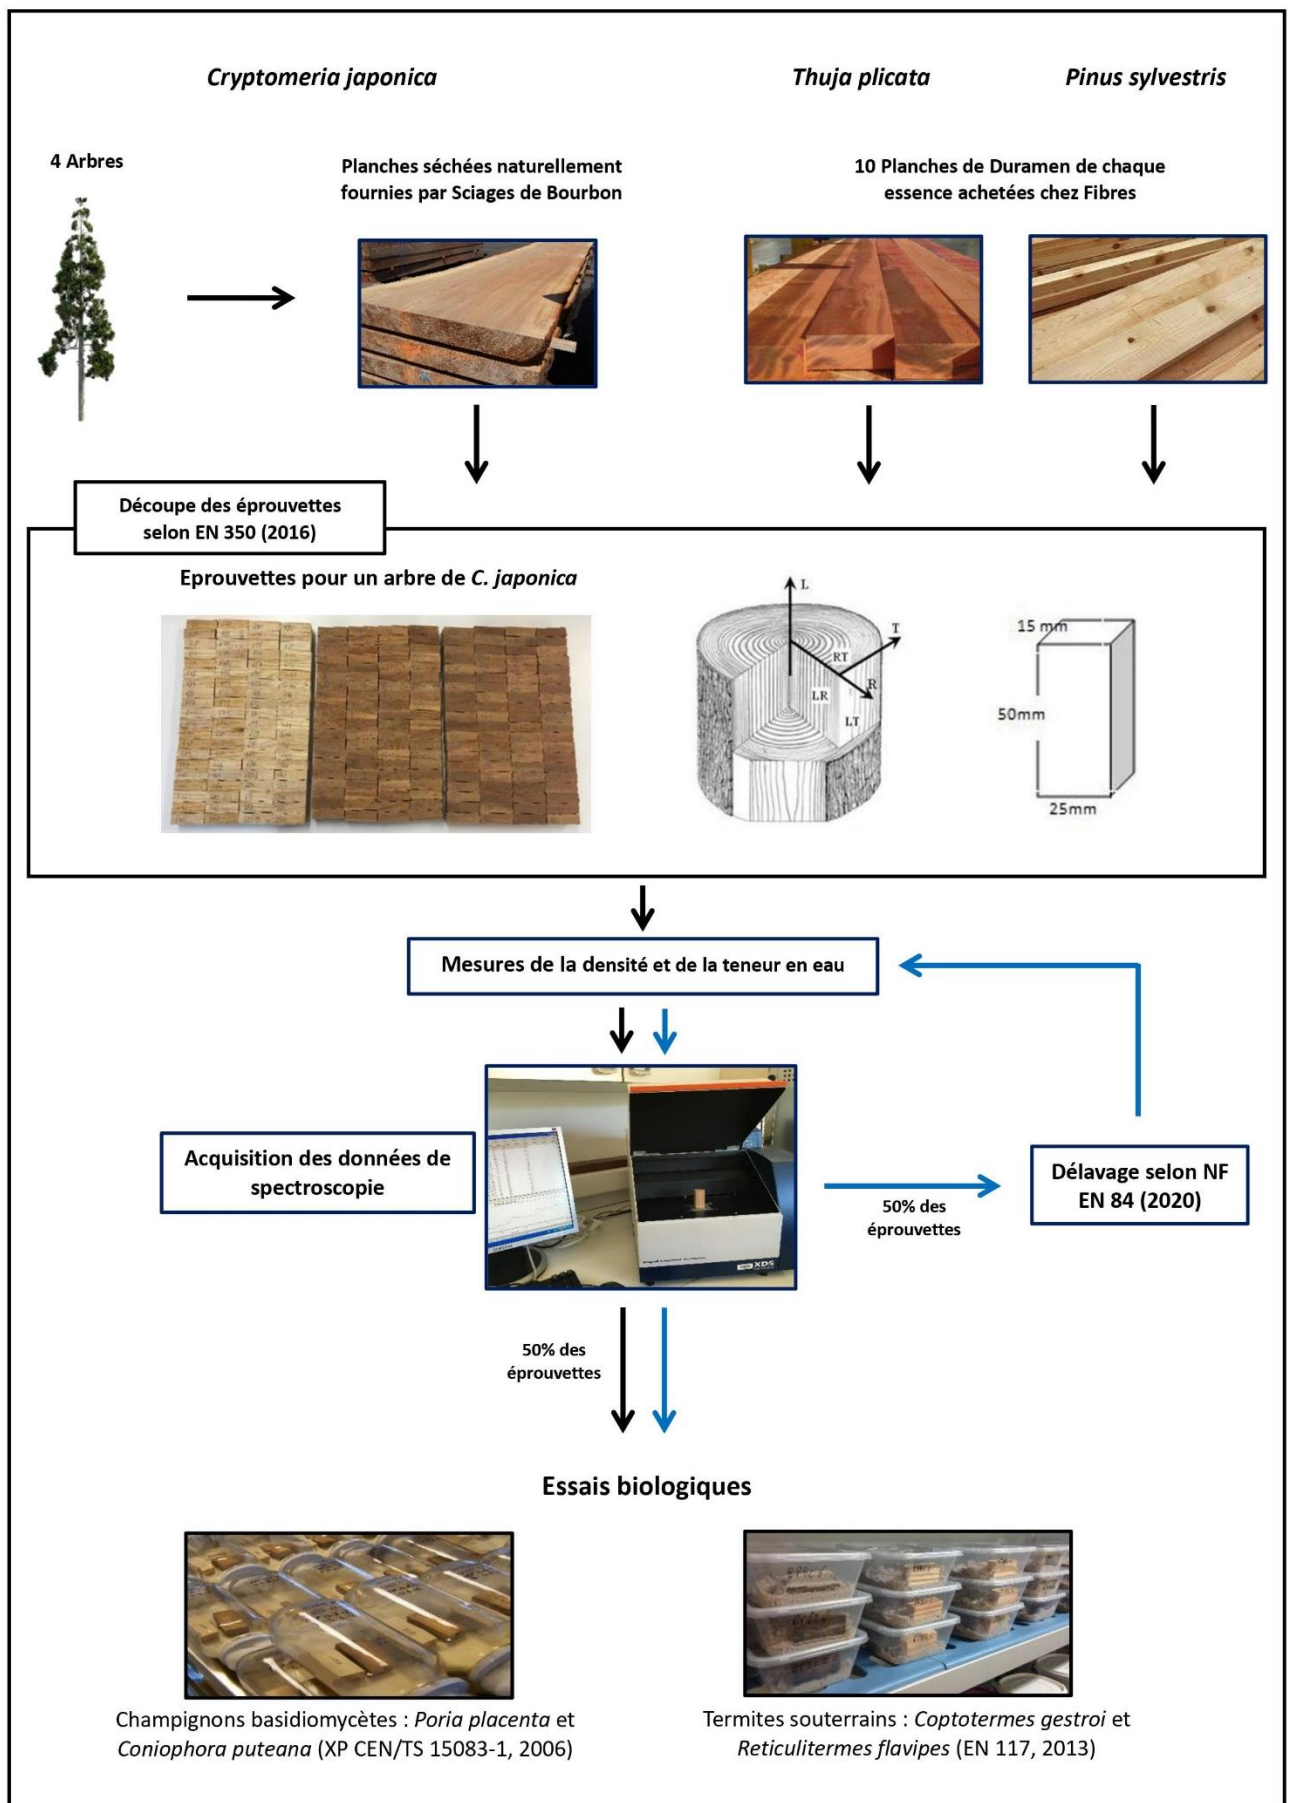 Cryptomeria japonica
Thuja plicata
Pinus sylvestris
4 Arbres
Planches séchées naturellement
fournies par Sciages de Bourbon
10 Planches de Duramen de chaque
essence achetées chez Fibres
Découpe des éprouvettes
selon EN 350 (2016)
Eprouvettes pour un arbre de C. japonica
L
T
RT
R
LR
LT
15 mm
50mm
25mm
Mesures de la densité et de la teneur en eau
Acquisition des données de
spectroscopie
XDS
50% des
éprouvettes
Délavage selon NF
EN 84 (2020)
50% des
éprouvettes
Essais biologiques
Champignons basidiomycètes : Poria placenta et
Coniophora puteana (XP CEN/TS 15083-1, 2006)
Termites souterrains : Coptotermes gestroi et
Reticulitermes flavipes (EN 117, 2013)